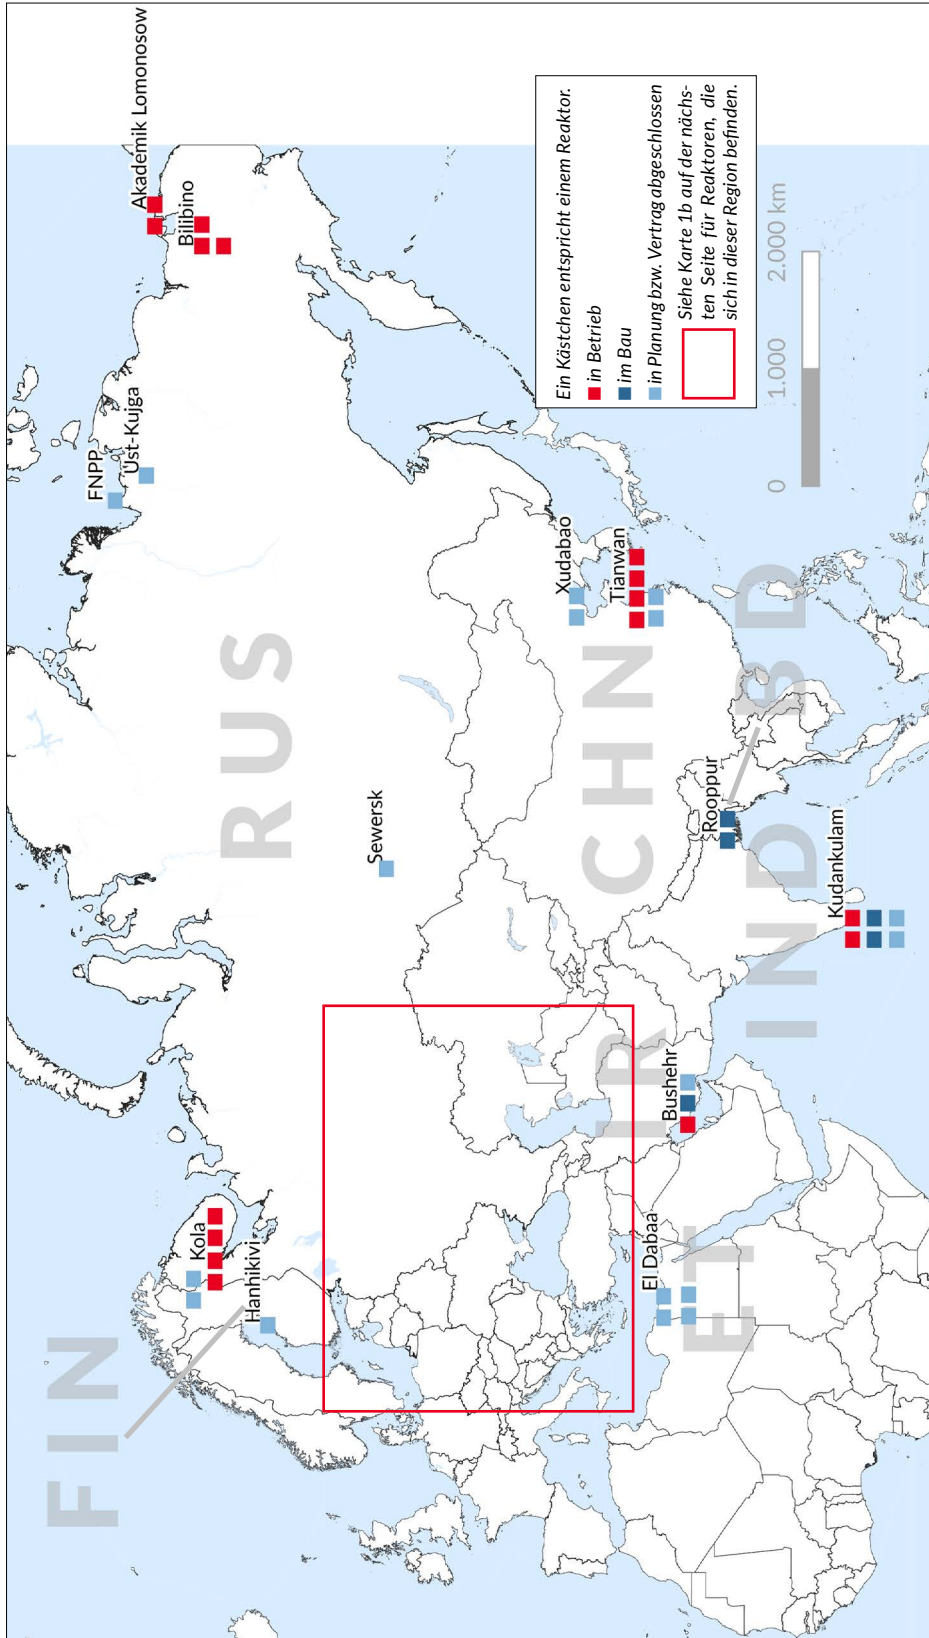 FIN
RUS
CHN
IR
IND
BD
ET
Akademik Lomonosow
Bilibino
FNPP
Ust-Kujga
Kola
Hanhikivi
Sewersk
Xudabao
Tianwan
Rooppur
Kudankulam
Bushehr
El Dabaa
Ein Kästchen entspricht einem Reaktor.
in Betrieb
im Bau
in Planung bzw. Vertrag abgeschlossen
Siehe Karte 1b auf der nächs-
ten Seite für Reaktoren, die
sich in dieser Region befinden.
0 1.000 2.000 km